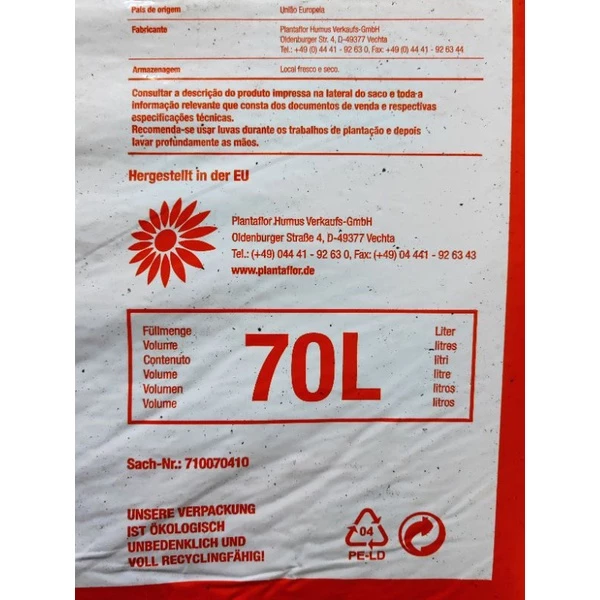 País de origem União Europeia
Fabricante Plantaflor Humus Verkaufs-GmbH
Oldenburger Str. 4, D-49377 Vechta
Tel.: +49 (0) 44 41 - 92 63 0, Fax: +49 (0) 44 41 - 92 63 44
Armazenagem Local fresco e seco.
Consultar a descrição do produto impressa na lateral do saco e toda a
informação relevante que consta dos documentos de venda e respectivas
especificações técnicas.
Recomenda-se usar luvas durante os trabalhos de plantação e depois
lavar profundamente as mãos.
Hergestellt in der EU
Plantaflor Humus Verkaufs-GmbH
Oldenburger Straße 4, D-49377 Vechta
Tel.: (+49) 044 41 - 92 63 0, Fax: (+49) 04 441 - 92 63 43
www.plantaflor.de
Füllmenge Liter
Volume litres
Contenuto litri
Volume litre
Volumen litros
Volume litros
70L
Sach-Nr.: 710070410
UNSERE VERPACKUNG
IST ÖKOLOGISCH
UNBEDENKLICH UND
VOLL RECYCLINGFÄHIG!
04
PE-LD